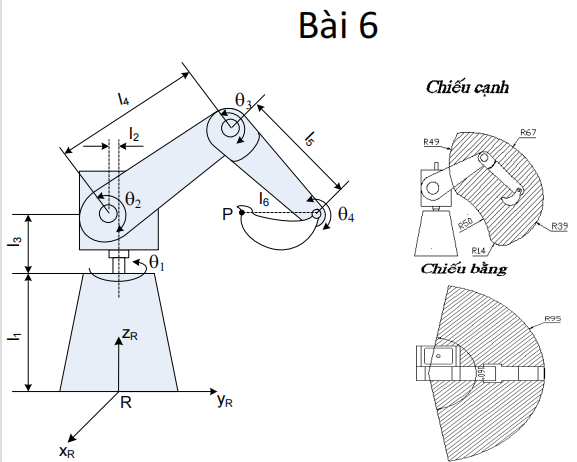 Bài 6
l4
l2
θ3
l5
θ2
l6
P
θ4
l3
θ1
l1
zR
R
yR
xR
Chiếu cạnh
R49
R67
R50
R14
R39
Chiếu bằng
R95